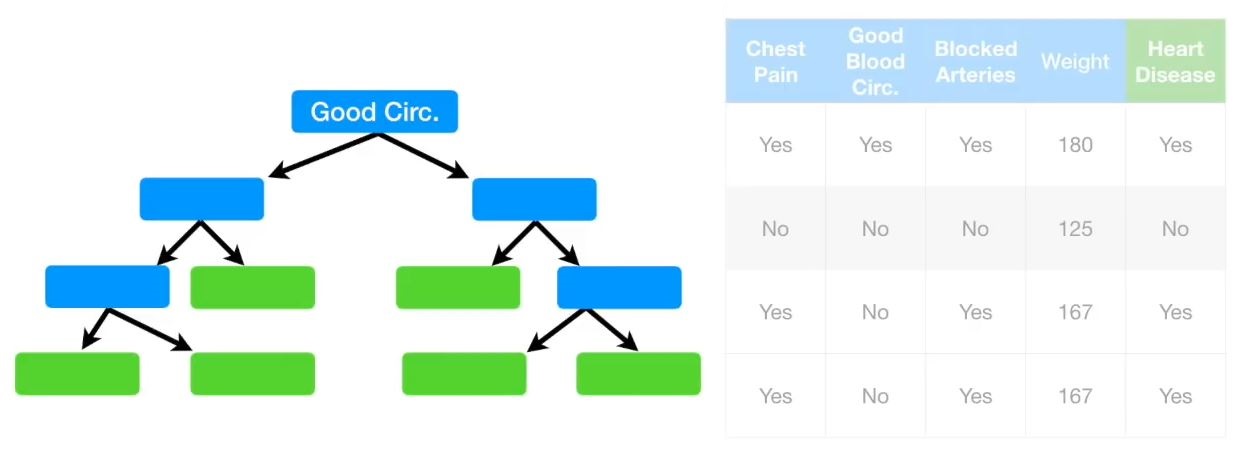 Good Circ.
Chest Pain Good Blood Circ. Blocked Arteries Weight Heart Disease
Yes Yes Yes 180 Yes
No No No 125 No
Yes No Yes 167 Yes
Yes No Yes 167 Yes